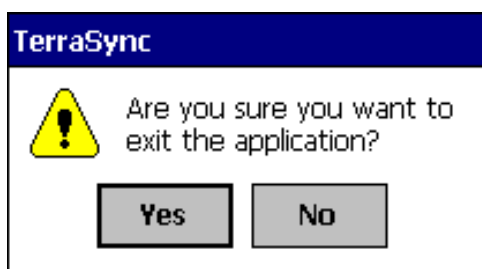 TerraSync
Are you sure you want to
exit the application?
Yes No